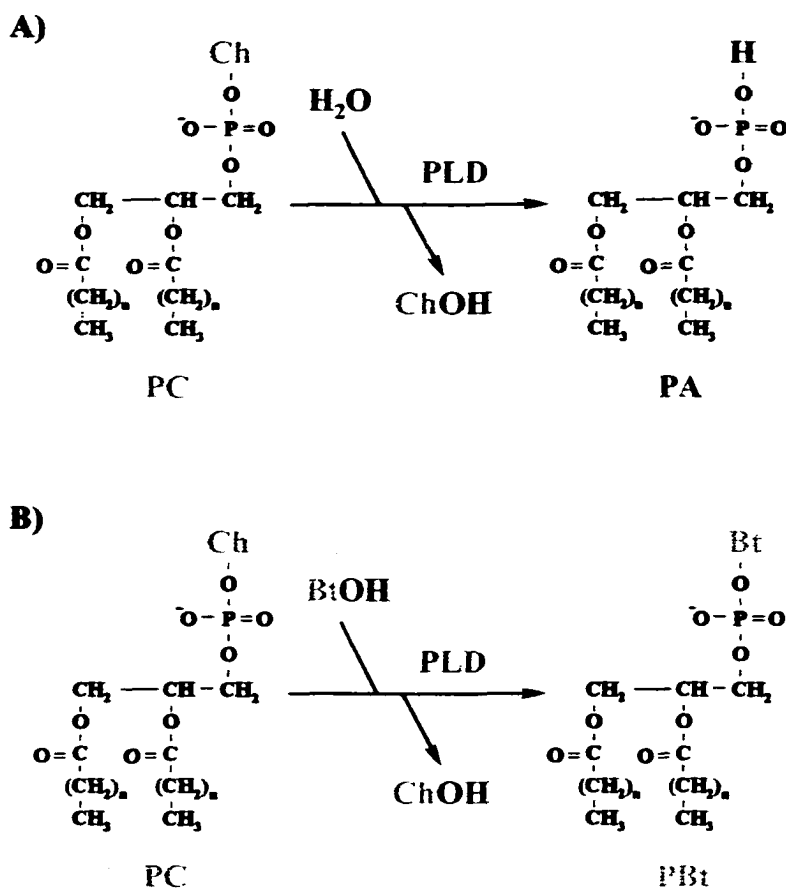 A)
Ch H
O H₂O O
⁻O-P=O ⁻O-P=O
O PLD O
CH₂ — CH - CH₂ CH₂ — CH - CH₂
O O O O
O=C O=C ChOH O=C O=C
(CH₂)ₙ (CH₂)ₙ (CH₂)ₙ (CH₂)ₙ
CH₃ CH₃ CH₃ CH₃
PC PA
B)
Ch Bt
O BtOH O
⁻O-P=O ⁻O-P=O
O PLD O
CH₂ — CH - CH₂ CH₂ — CH - CH₂
O O O O
O=C O=C ChOH O=C O=C
(CH₂)ₙ (CH₂)ₙ (CH₂)ₙ (CH₂)ₙ
CH₃ CH₃ CH₃ CH₃
PC PBt